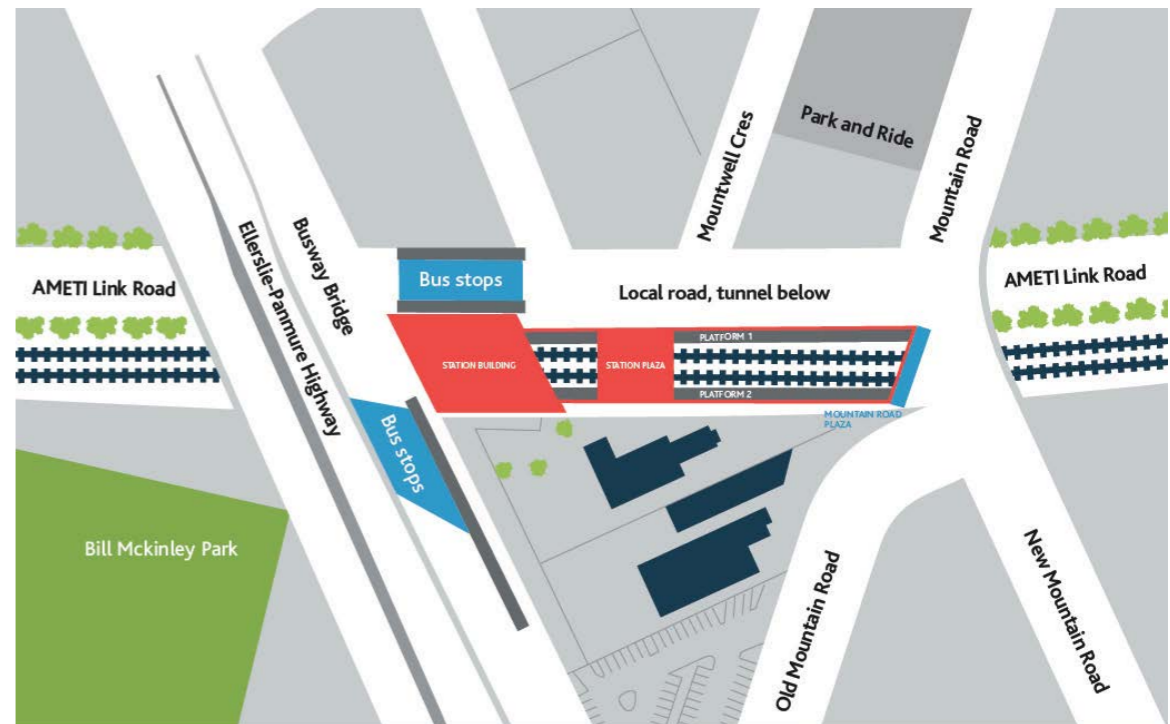 Park and Ride
Mountwell Cres
Mountain Road
Ellerslie-Panmure Highway
Busway Bridge
AMETI Link Road
Bus stops
Local road, tunnel below
AMETI Link Road
PLATFORM 1
STATION BUILDING
STATION PLAZA
PLATFORM 2
MOUNTAIN ROAD
PLAZA
Bus stops
Bill Mckinley Park
Old Mountain Road
New Mountain Road